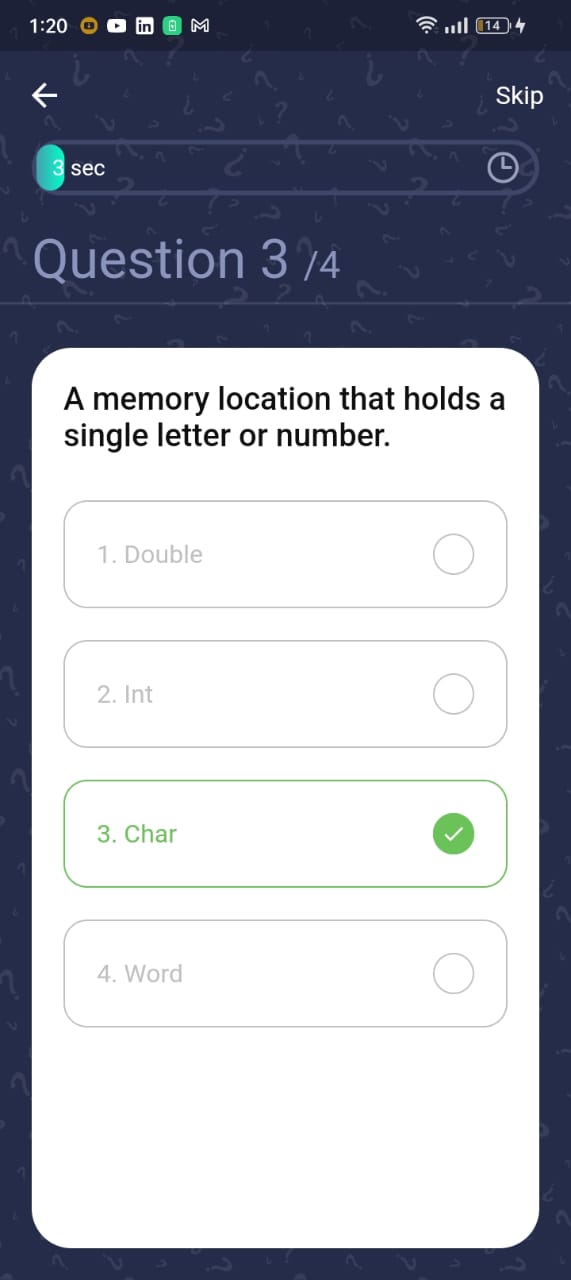 1:20
14
Skip
3 sec
Question 3 /4
A memory location that holds a
single letter or number.
1. Double
2. Int
3. Char
4. Word